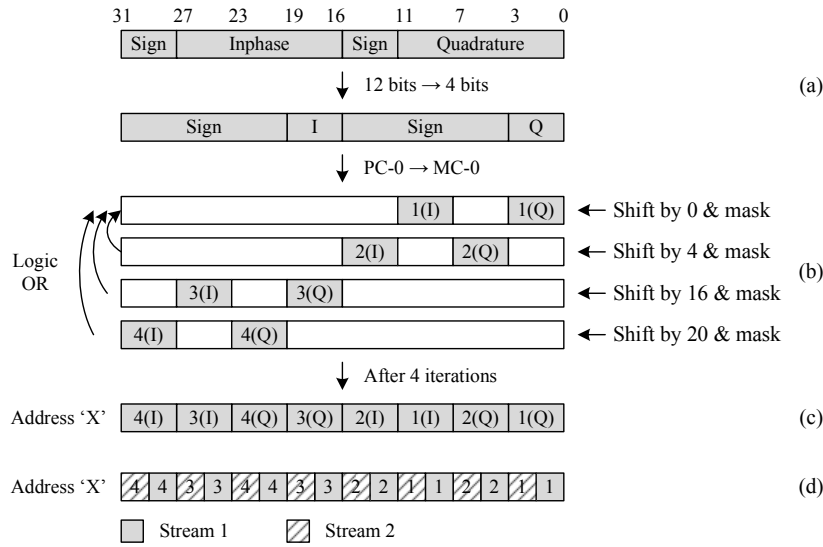 31 27 23 19 16 11 7 3 0
Sign Inphase Sign Quadrature
12 bits → 4 bits (a)
Sign I Sign Q
PC-0 → MC-0
1(I) 1(Q) Shift by 0 & mask
2(I) 2(Q) Shift by 4 & mask
Logic
OR
(b)
3(I) 3(Q) Shift by 16 & mask
4(I) 4(Q) Shift by 20 & mask
After 4 iterations
Address ‘X’ 4(I) 3(I) 4(Q) 3(Q) 2(I) 1(I) 2(Q) 1(Q) (c)
Address ‘X’ 4 4 3 3 4 4 3 3 2 2 1 1 2 2 1 1 (d)
Stream 1 Stream 2